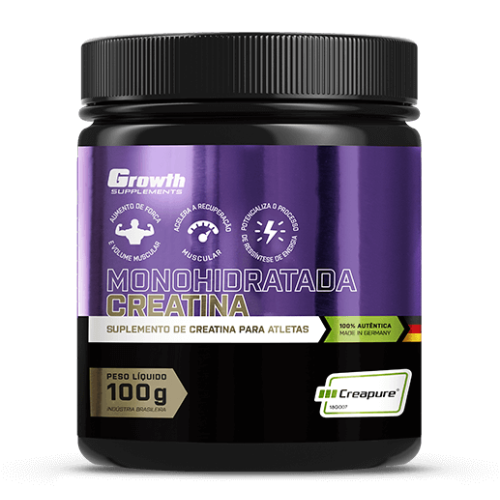 Growth
SUPPLEMENTS
AUMENTO DE FORÇA
E VOLUME MUSCULAR
ACELERA A RECUPERAÇÃO
MUSCULAR
POTENCIALIZA O PROCESSO
DE RESSÍNTESE DE ENERGIA
MONOHIDRATADA
CREATINA
SUPLEMENTO DE CREATINA PARA ATLETAS
100% AUTÊNTICA
MADE IN GERMANY
PESO LÍQUIDO
100g
INDÚSTRIA BRASILEIRA
Creapure®